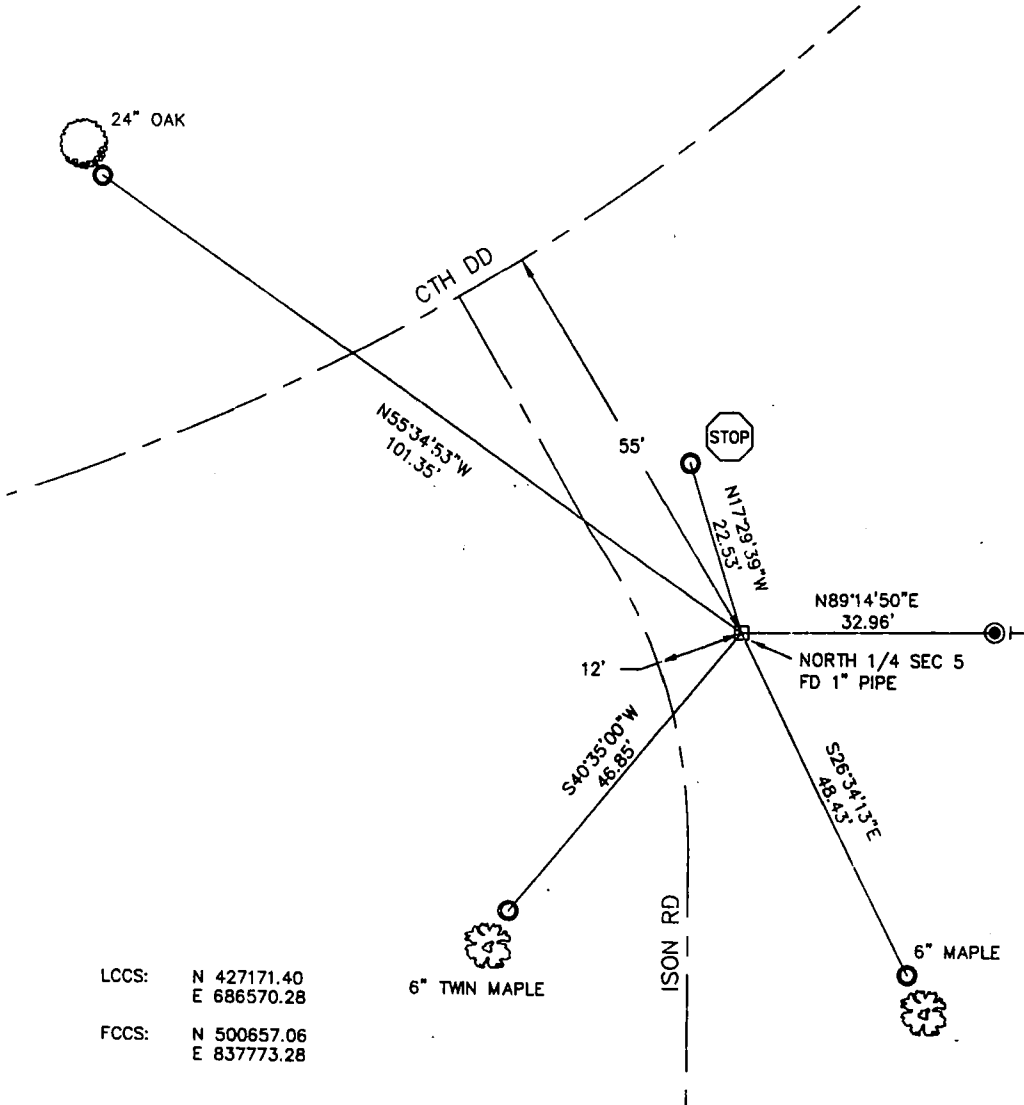 24" OAK
CTH DD
N55°34'53"W
101.35'
55'
STOP
N17°29'39"W
22.53'
N89°14'50"E
32.96'
NORTH 1/4 SEC 5
FD 1" PIPE
12'
S40°35'00"W
46.85'
S26°34'13"E
48.43'
ISON RD
6" TWIN MAPLE
6" MAPLE
LCCS: N 427171.40
E 686570.28
FCCS: N 500657.06
E 837773.28